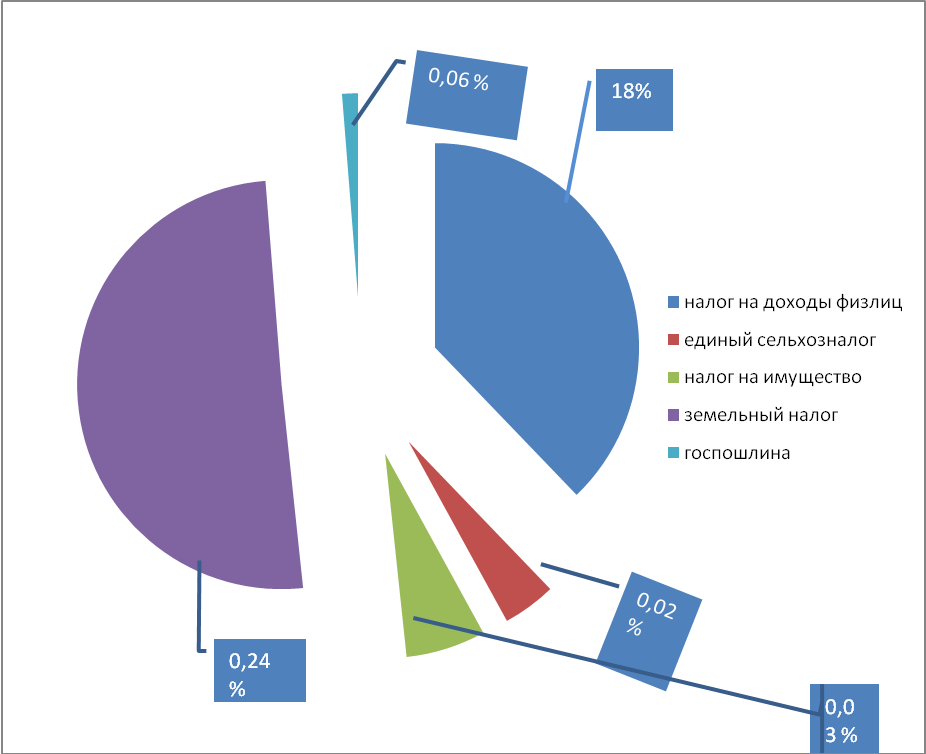 0,06 %
18%
налог на доходы физлиц
единый сельхозналог
налог на имущество
земельный налог
госпошлина
0,02
%
0,24
%
0,0
3 %